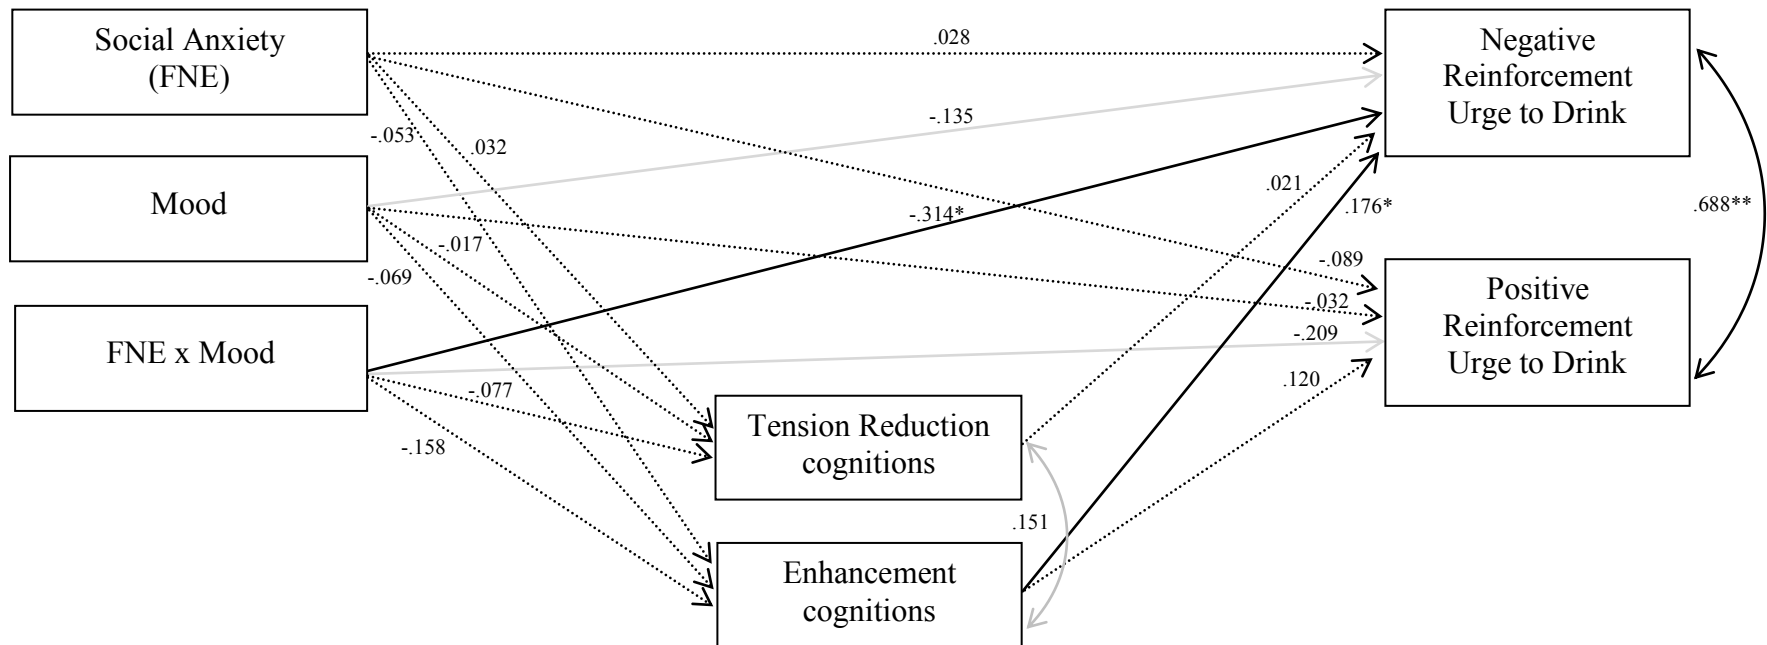 Social Anxiety
(FNE)
Mood
FNE x Mood
Tension Reduction
cognitions
Enhancement
cognitions
Negative
Reinforcement
Urge to Drink
Positive
Reinforcement
Urge to Drink
.028
-.135
-.053
.032
-.314*
.021
.176*
.688**
-.017
-.069
-.089
-.032
-.209
-.077
.120
-.158
.151